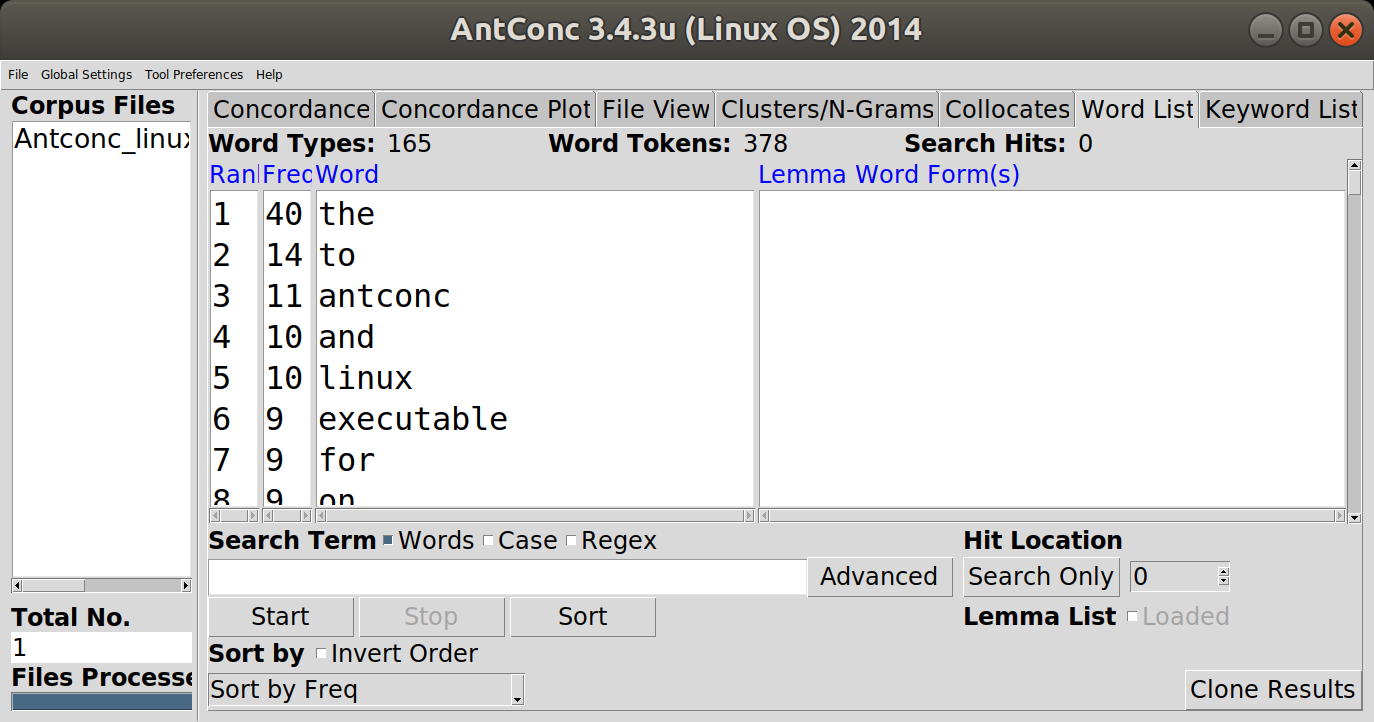 AntConc 3.4.3u (Linux OS) 2014
File Global Settings Tool Preferences Help
Corpus Files
Antconc_linux
Total No.
1
Files Processe
Concordance Concordance Plot File View Clusters/N-Grams Collocates Word List Keyword List
Word Types: 165 Word Tokens: 378 Search Hits: 0
Ran Freq Word Lemma Word Form(s)
1 40 the
2 14 to
3 11 antconc
4 10 and
5 10 linux
6 9 executable
7 9 for
8 9 on
Search Term Words Case Regex Hit Location
Advanced Search Only 0
Start Stop Sort Lemma List Loaded
Sort by Invert Order
Sort by Freq Clone Results